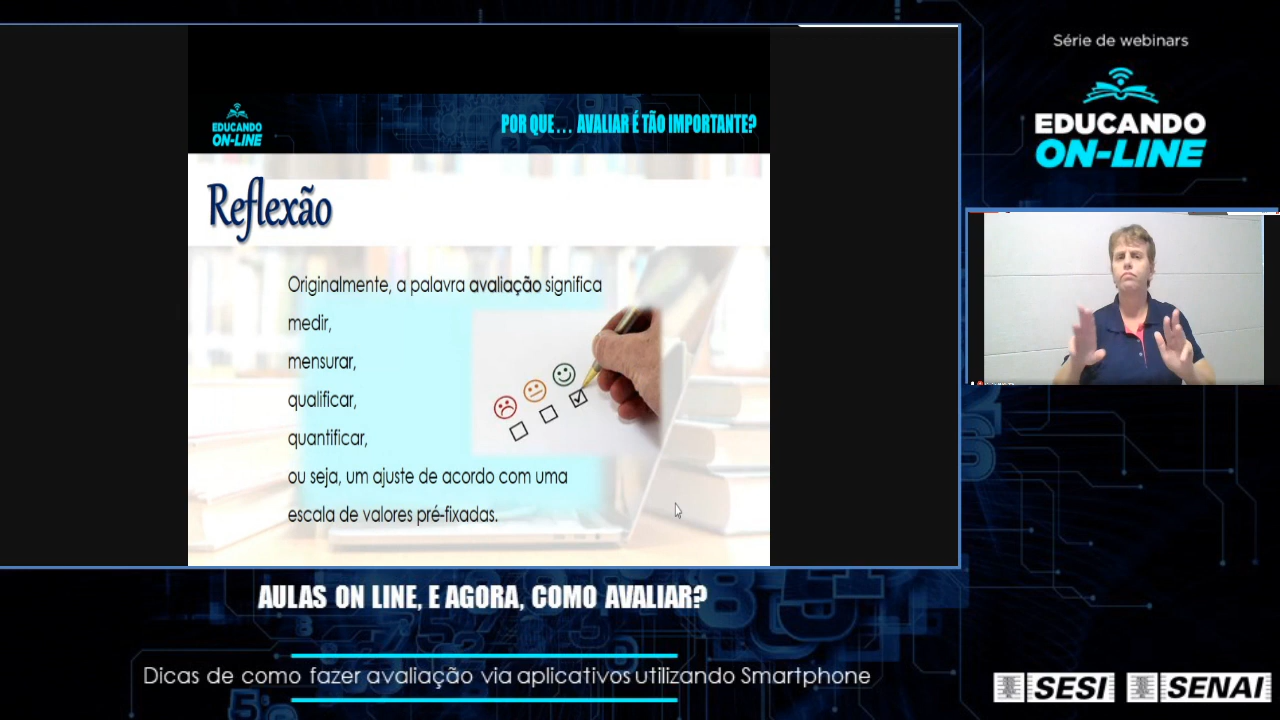 Série de webinars
EDUCANDO
ON-LINE
EDUCANDO
ON-LINE
POR QUE . . . AVALIAR É TÃO IMPORTANTE?
Reflexão
Originalmente, a palavra avaliação significa
medir,
mensurar,
qualificar,
quantificar,
ou seja, um ajuste de acordo com uma
escala de valores pré-fixadas.
AULAS ON LINE, E AGORA, COMO AVALIAR?
Dicas de como fazer avaliação via aplicativos utilizando Smartphone
SESI
SENAI